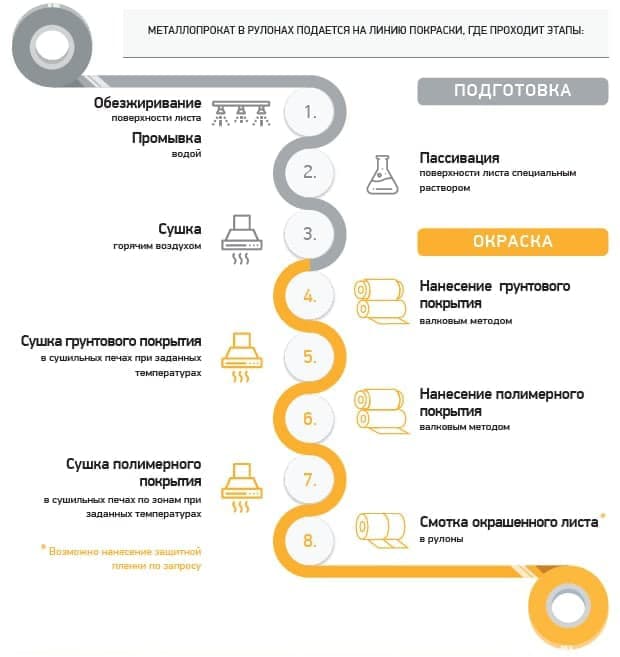 МЕТАЛЛОПРОКАТ В РУЛОНАХ ПОДАЕТСЯ НА ЛИНИЮ ПОКРАСКИ, ГДЕ ПРОХОДИТ ЭТАПЫ:
ПОДГОТОВКА
1.
Обезжиривание
поверхности листа
Промывка
водой
2.
Пассивация
поверхности листа специальным
раствором
3.
Сушка
горячим воздухом
ОКРАСКА
4.
Нанесение грунтового
покрытия
валковым методом
5.
Сушка грунтового покрытия
в сушильных печах при заданных
температурах
6.
Нанесение полимерного
покрытия
валковым методом
7.
Сушка полимерного
покрытия
в сушильных печах по зонам при
заданных температурах
8.
Смотка окрашенного листа*
в рулоны
* Возможно нанесение защитной
пленки по запросу